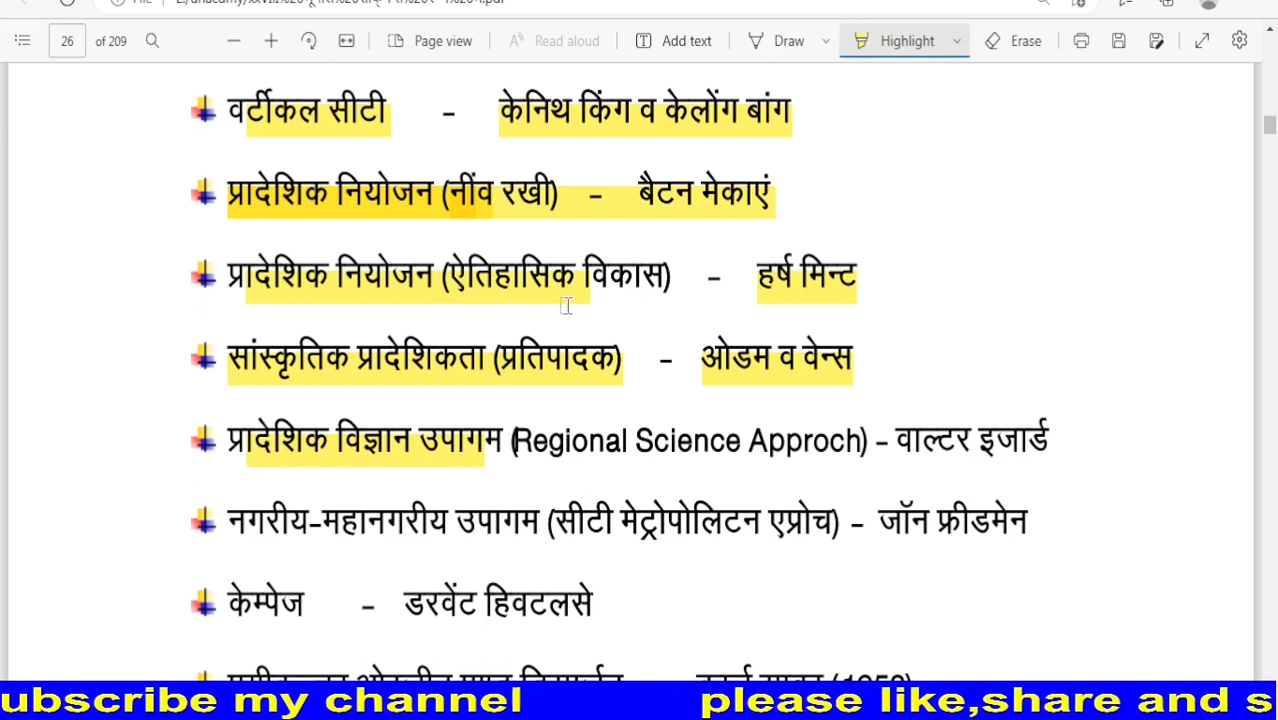 26 of 209 Page view Read aloud Add text Draw Highlight Erase
वर्टीकल सीटी - केनिथ किंग व केलोंग बांग
प्रादेशिक नियोजन (नींव रखी) - बैटन मेकाएं
प्रादेशिक नियोजन (ऐतिहासिक विकास) - हर्ष मिन्ट
सांस्कृतिक प्रादेशिकता (प्रतिपादक) - ओडम व वेन्स
प्रादेशिक विज्ञान उपागम (Regional Science Approch) - वाल्टर इजार्ड
नगरीय-महानगरीय उपागम (सीटी मेट्रोपोलिटन एप्रोच) - जॉन फ्रीडमेन
केम्पेज - डरवेंट हिवटलसे
ubscribe my channel please like,share and s